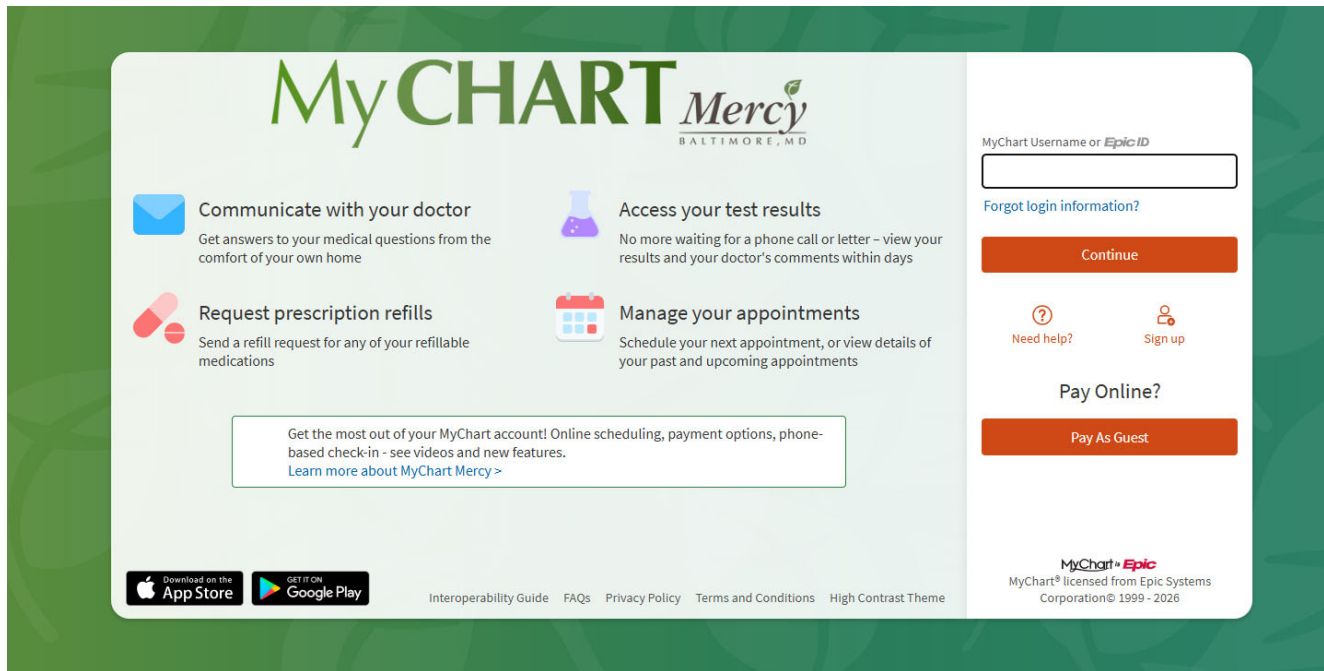 MyCHART Mercy
BALTIMORE, MD
Communicate with your doctor
Get answers to your medical questions from the
comfort of your own home
Access your test results
No more waiting for a phone call or letter – view your
results and your doctor's comments within days
Request prescription refills
Send a refill request for any of your refillable
medications
Manage your appointments
Schedule your next appointment, or view details of
your past and upcoming appointments
Get the most out of your MyChart account! Online scheduling, payment options, phone-
based check-in - see videos and new features.
Learn more about MyChart Mercy >
Download on the
App Store
GET IT ON
Google Play
Interoperability Guide FAQs Privacy Policy Terms and Conditions High Contrast Theme
MyChart Username or Epic ID
Forgot login information?
Continue
Need help?
Sign up
Pay Online?
Pay As Guest
MyChart by Epic
MyChart® licensed from Epic Systems
Corporation© 1999 - 2026